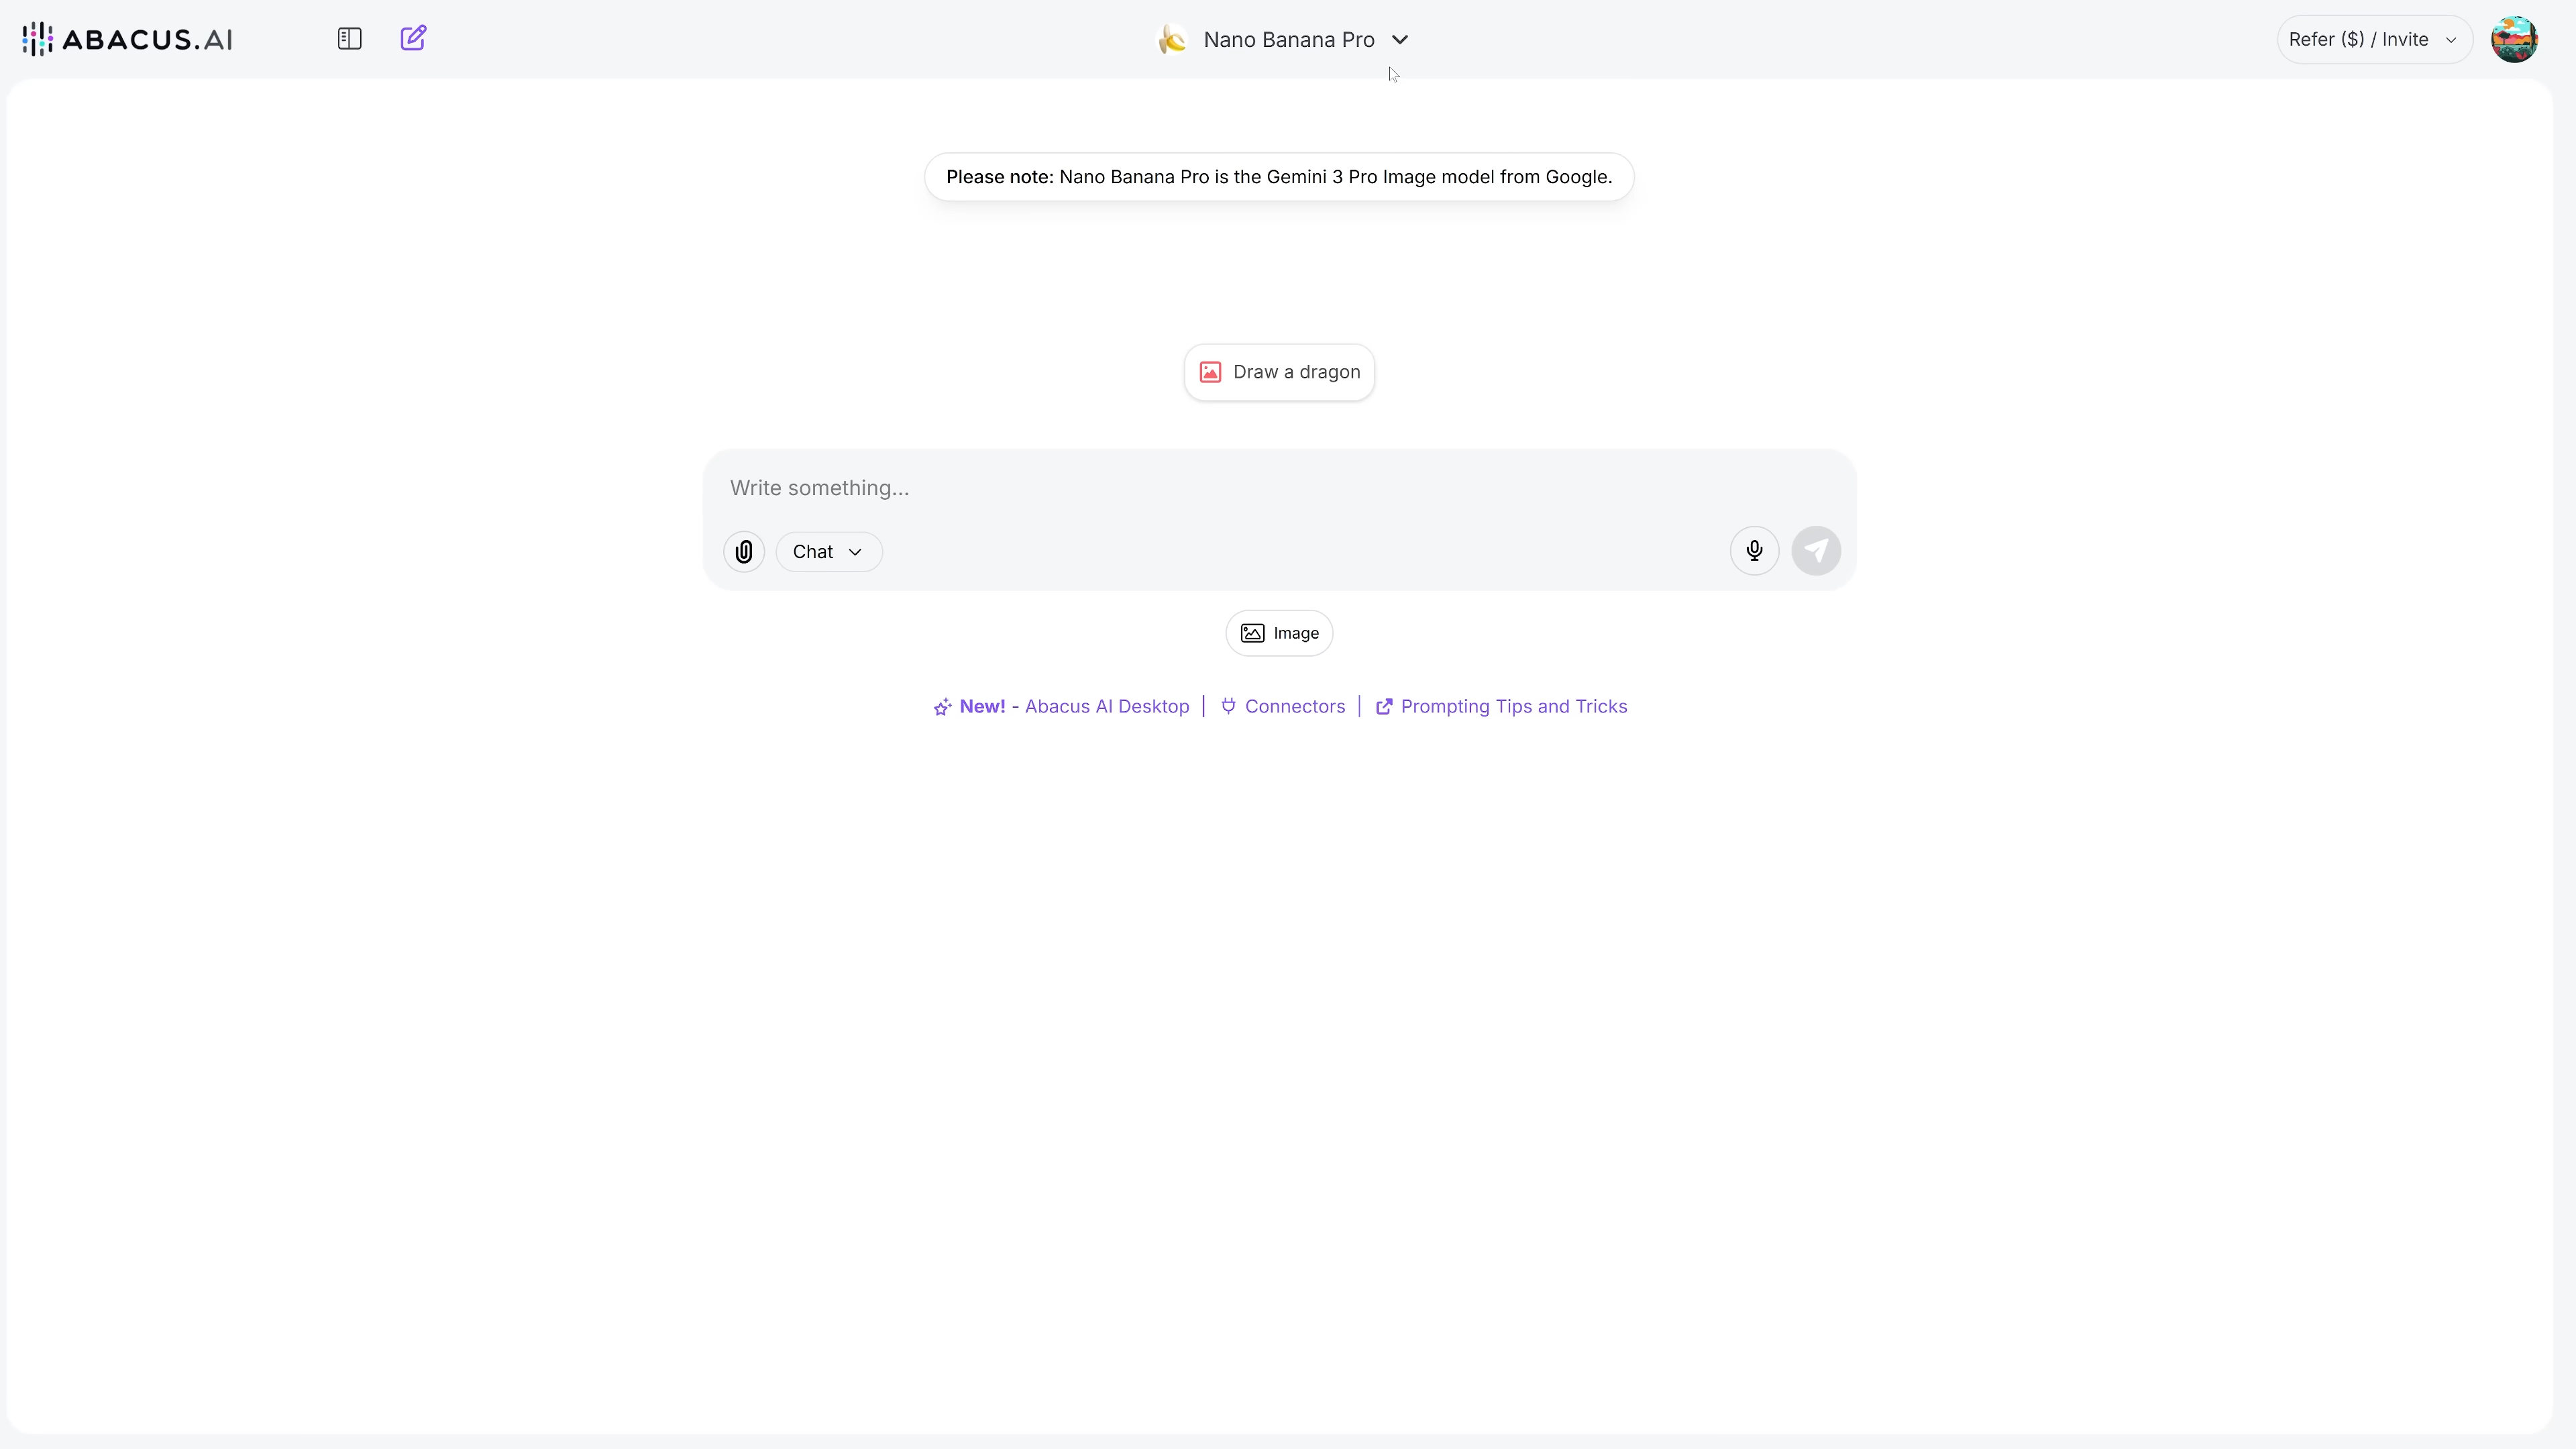 ABACUS.AI
Nano Banana Pro
Refer ($) / Invite
Please note: Nano Banana Pro is the Gemini 3 Pro Image model from Google.
Draw a dragon
Write something...
Chat
Image
New! - Abacus AI Desktop | Connectors | Prompting Tips and Tricks